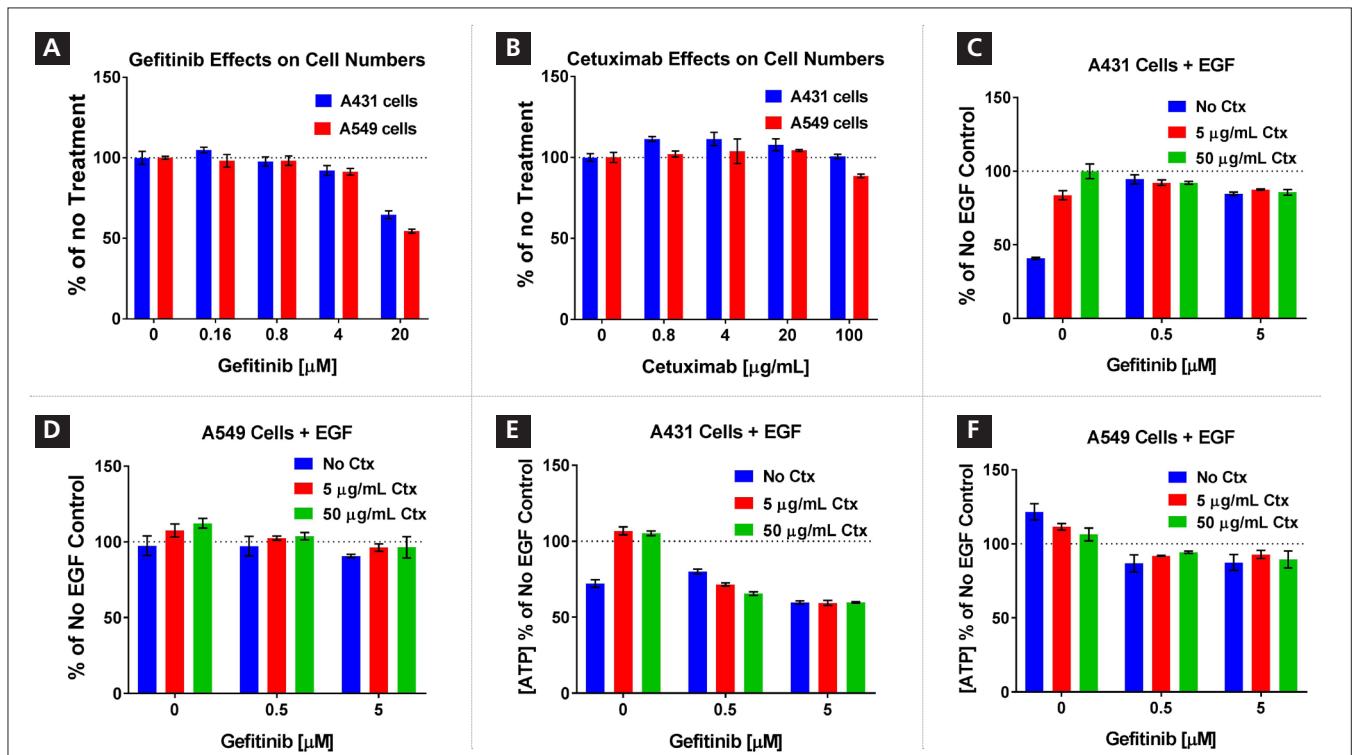 A
Gefitinib Effects on Cell Numbers
A431 cells
A549 cells
% of no Treatment
150
100
50
0
0 0.16 0.8 4 20
Gefitinib [μM]
B
Cetuximab Effects on Cell Numbers
A431 cells
A549 cells
% of no Treatment
150
100
50
0
0 0.8 4 20 100
Cetuximab [μg/mL]
C
A431 Cells + EGF
No Ctx
5 μg/mL Ctx
50 μg/mL Ctx
% of No EGF Control
150
100
50
0
0 0.5 5
Gefitinib [μM]
D
A549 Cells + EGF
No Ctx
5 μg/mL Ctx
50 μg/mL Ctx
% of No EGF Control
150
100
50
0
0 0.5 5
Gefitinib [μM]
E
A431 Cells + EGF
No Ctx
5 μg/mL Ctx
50 μg/mL Ctx
[ATP] % of No EGF Control
150
100
50
0
0 0.5 5
Gefitinib [μM]
F
A549 Cells + EGF
No Ctx
5 μg/mL Ctx
50 μg/mL Ctx
[ATP] % of No EGF Control
150
100
50
0
0 0.5 5
Gefitinib [μM]